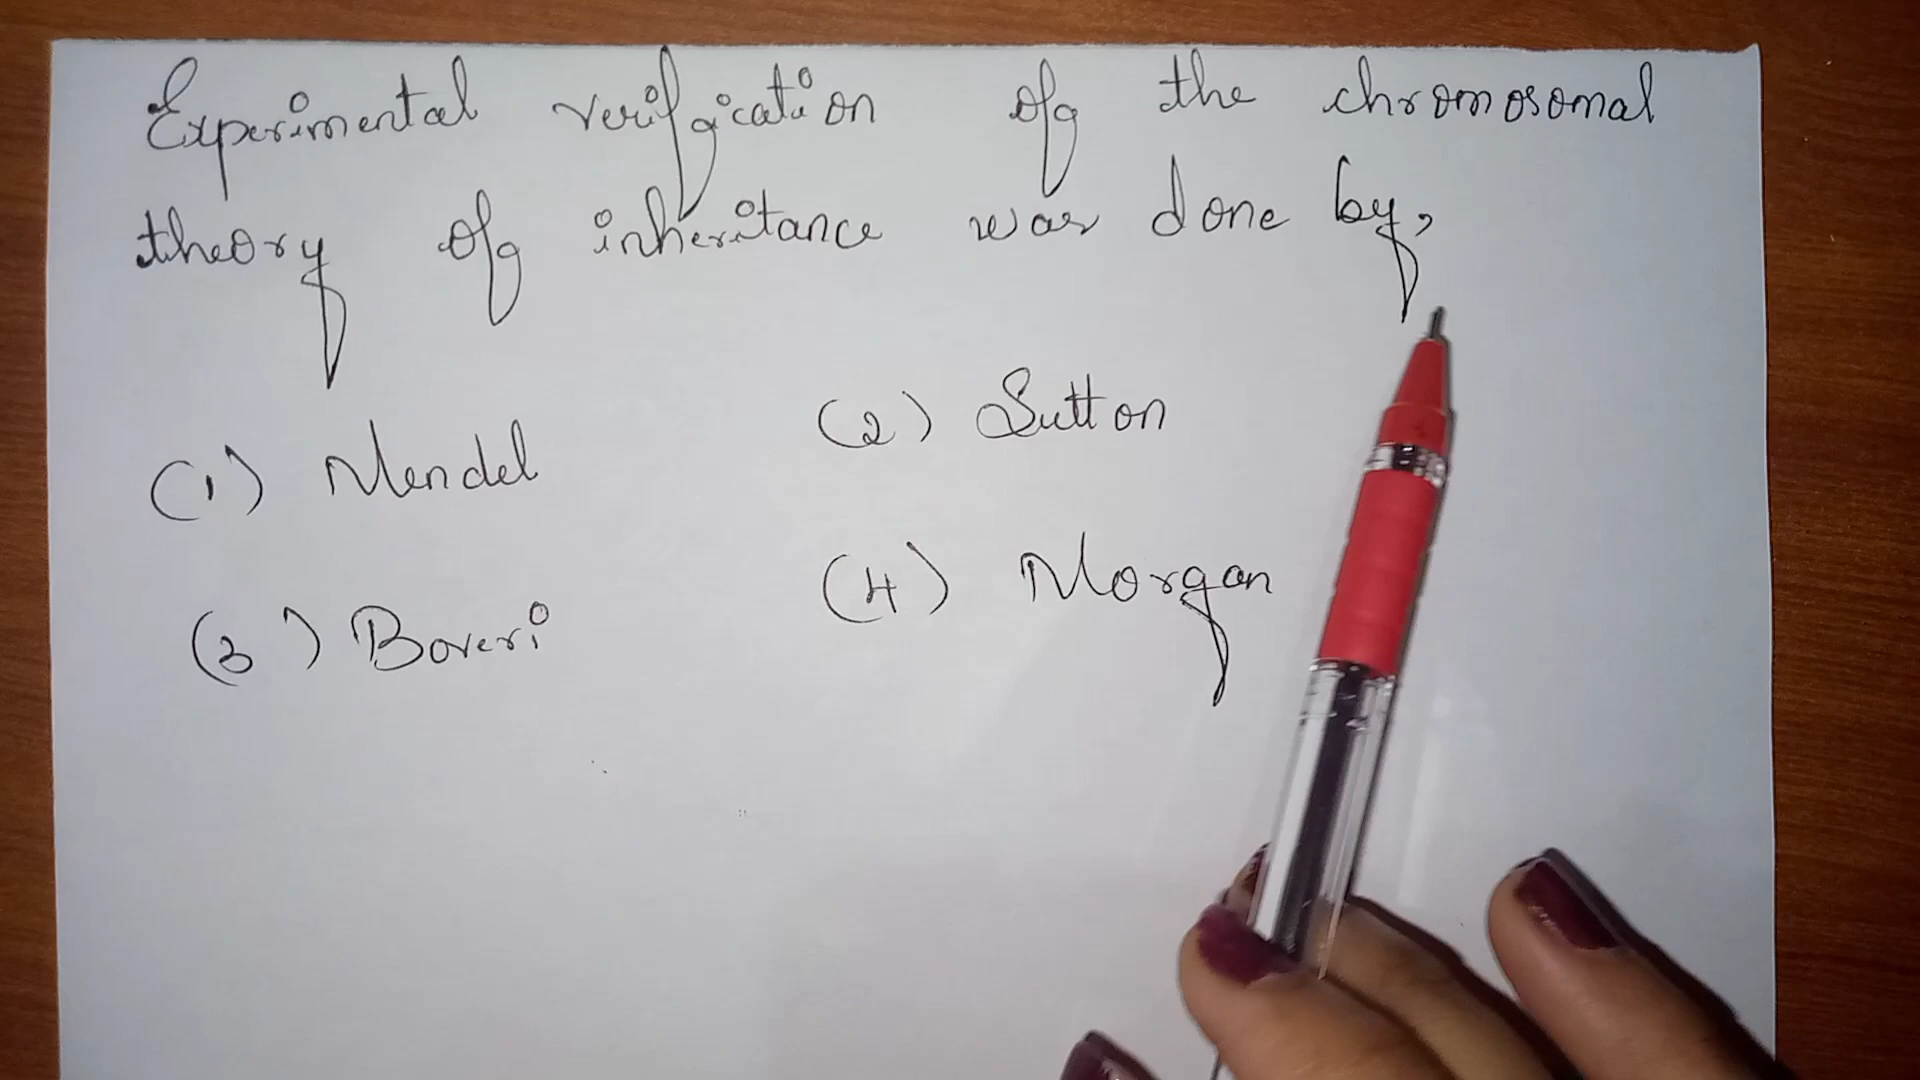 Experimental verification of the chromosomal
theory of inheritance was done by,
(1) Mendel
(2) Sutton
(3) Boveri
(4) Morgan